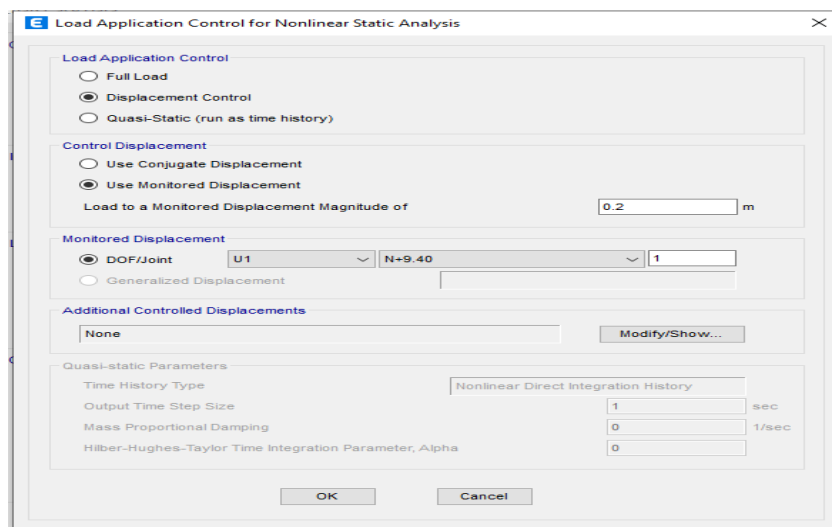 E Load Application Control for Nonlinear Static Analysis
Load Application Control
Full Load
Displacement Control
Quasi-Static (run as time history)
Control Displacement
Use Conjugate Displacement
Use Monitored Displacement
Load to a Monitored Displacement Magnitude of 0.2 m
Monitored Displacement
DOF/Joint U1 N+9.40 1
Generalized Displacement
Additional Controlled Displacements
None Modify/Show...
Quasi-static Parameters
Time History Type Nonlinear Direct Integration History
Output Time Step Size 1 sec
Mass Proportional Damping 0 1/sec
Hilber-Hughes-Taylor Time Integration Parameter, Alpha 0
OK Cancel